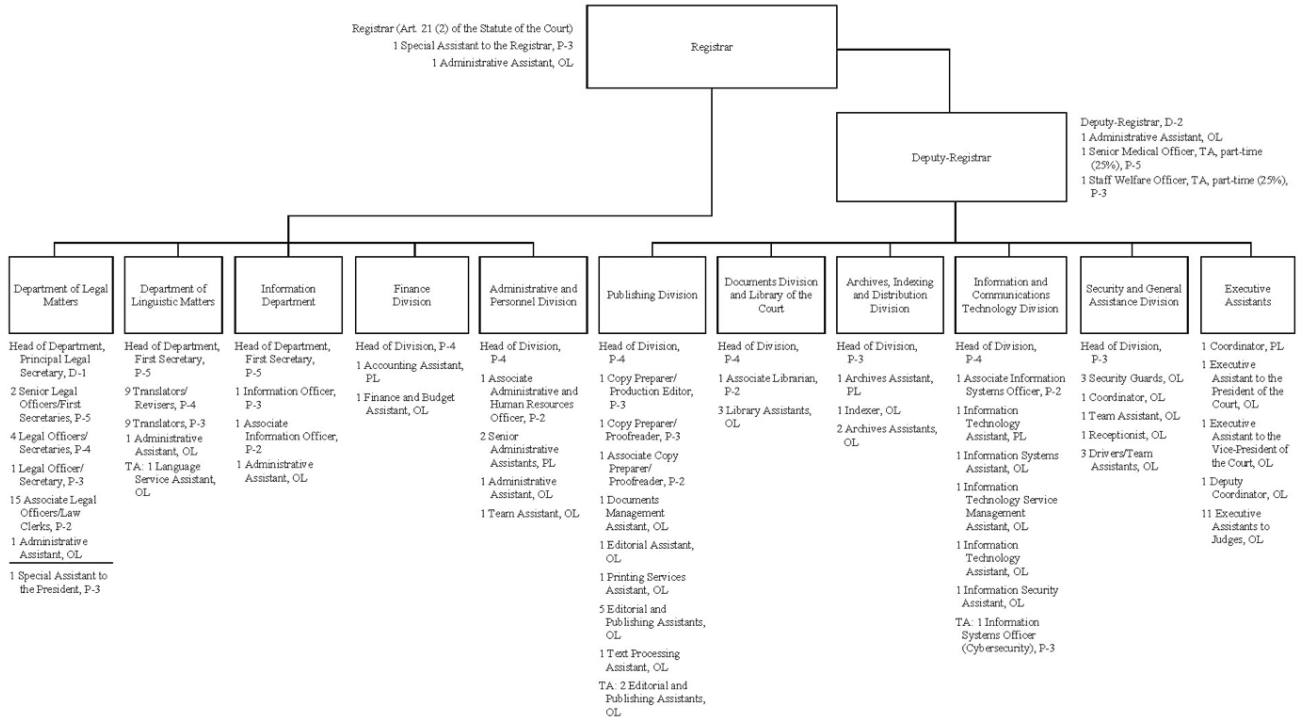 Registrar (Art. 21 (2) of the Statute of the Court)
1 Special Assistant to the Registrar, P-3
1 Administrative Assistant, OL
Registrar
Deputy-Registrar
Deputy-Registrar, D-2
1 Administrative Assistant, OL
1 Senior Medical Officer, TA, part-time
(25%), P-5
1 Staff Welfare Officer, TA, part-time (25%),
P-3
Department of Legal
Matters
Head of Department,
Principal Legal
Secretary, D-1
2 Senior Legal
Officers/First
Secretaries, P-5
4 Legal Officers/
Secretaries, P-4
1 Legal Officer/
Secretary, P-3
15 Associate Legal
Officers/Law
Clerks, P-2
1 Administrative
Assistant, OL
1 Special Assistant to
the President, P-3
Department of
Linguistic Matters
Head of Department,
First Secretary,
P-5
9 Translators/
Revisers, P-4
9 Translators, P-3
1 Administrative
Assistant, OL
TA: 1 Language
Service Assistant,
OL
Information
Department
Head of Department,
First Secretary,
P-5
1 Information Officer,
P-3
1 Associate
Information Officer,
P-2
1 Administrative
Assistant, OL
Finance
Division
Head of Division, P-4
1 Accounting Assistant,
PL
1 Finance and Budget
Assistant, OL
Administrative and
Personnel Division
Head of Division,
P-4
1 Associate
Administrative and
Human Resources
Officer, P-2
2 Senior
Administrative
Assistants, PL
1 Administrative
Assistant, OL
1 Team Assistant, OL
Publishing Division
Head of Division,
P-4
1 Copy Preparer/
Production Editor,
P-3
1 Copy Preparer/
Proofreader, P-3
1 Associate Copy
Preparer/
Proofreader, P-2
1 Documents
Management
Assistant, OL
1 Editorial Assistant,
OL
1 Printing Services
Assistant, OL
5 Editorial and
Publishing Assistants,
OL
1 Text Processing
Assistant, OL
TA: 2 Editorial and
Publishing Assistants,
OL
Documents Division
and Library of the
Court
Head of Division,
P-4
1 Associate Librarian,
P-2
3 Library Assistants,
OL
Archives, Indexing
and Distribution
Division
Head of Division,
P-3
1 Archives Assistant,
PL
1 Indexer, OL
2 Archives Assistants,
OL
Information and
Communications
Technology Division
Head of Division,
P-4
1 Associate Information
Systems Officer, P-2
1 Information
Technology
Assistant, PL
1 Information Systems
Assistant, OL
1 Information
Technology Service
Management
Assistant, OL
1 Information
Technology
Assistant, OL
1 Information Security
Assistant, OL
TA: 1 Information
Systems Officer
(Cybersecurity), P-3
Security and General
Assistance Division
Head of Division,
P-3
3 Security Guards, OL
1 Coordinator, OL
1 Team Assistant, OL
1 Receptionist, OL
3 Drivers/Team
Assistants, OL
Executive
Assistants
1 Coordinator, PL
1 Executive
Assistant to the
President of the
Court, OL
1 Executive
Assistant to the
Vice-President of
the Court, OL
1 Deputy
Coordinator, OL
11 Executive
Assistants to
Judges, OL